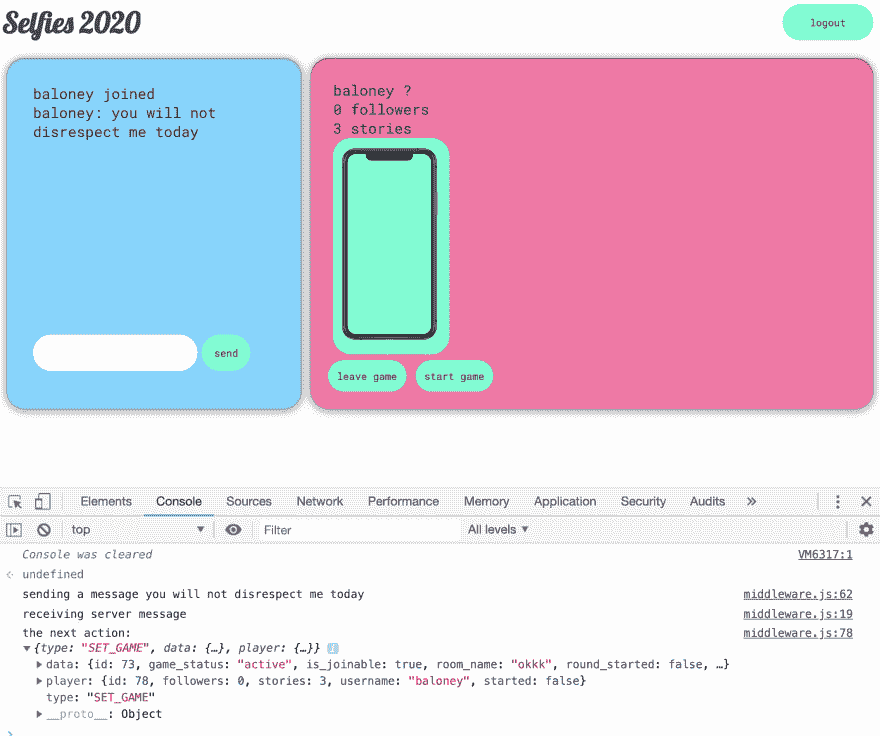 Selfies 2020
logout
baloney joined
baloney: you will not
disrespect me today
send
baloney ?
0 followers
3 stories
leave game
start game
Elements Console Sources Network Performance Memory Application Security Audits »
top ▼ Filter All levels ▼
Console was cleared VM6317:1
undefined
sending a message you will not disrespect me today middleware.js:62
receiving server message middleware.js:19
the next action: middleware.js:78
{type: "SET_GAME", data: {…}, player: {…}} i
data: {id: 73, game_status: "active", is_joinable: true, room_name: "okkk", round_started: false, …}
player: {id: 78, followers: 0, stories: 3, username: "baloney", started: false}
type: "SET_GAME"
__proto__: Object